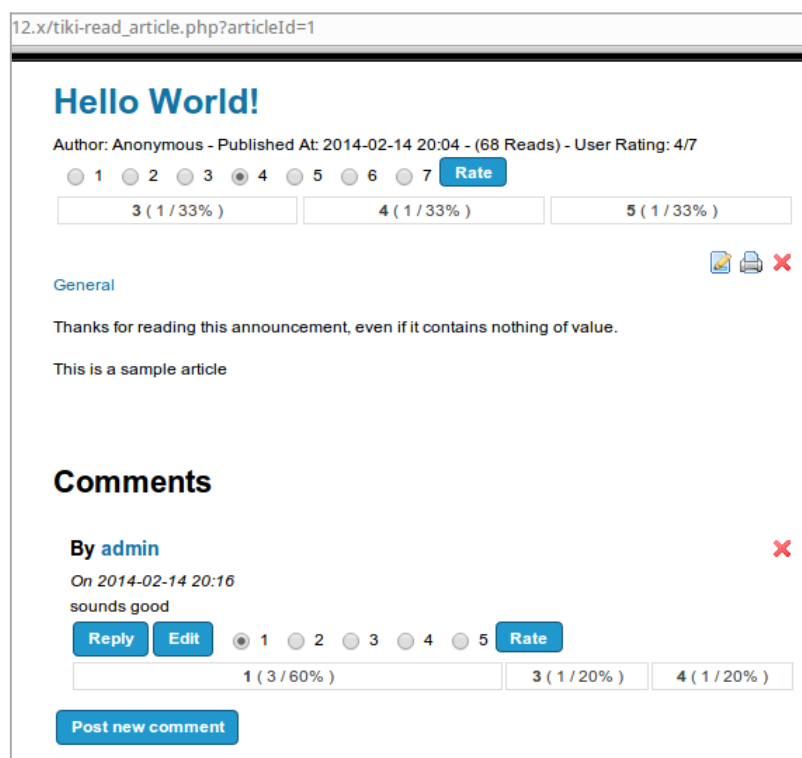 12.x/tiki-read_article.php?articleId=1
Hello World!
Author: Anonymous - Published At: 2014-02-14 20:04 - (68 Reads) - User Rating: 4/7
1 2 3 4 5 6 7 Rate
3 ( 1 / 33% ) 4 ( 1 / 33% ) 5 ( 1 / 33% )
General
Thanks for reading this announcement, even if it contains nothing of value.
This is a sample article
Comments
By admin
On 2014-02-14 20:16
sounds good
Reply Edit 1 2 3 4 5 Rate
1 ( 3 / 60% ) 3 ( 1 / 20% ) 4 ( 1 / 20% )
Post new comment